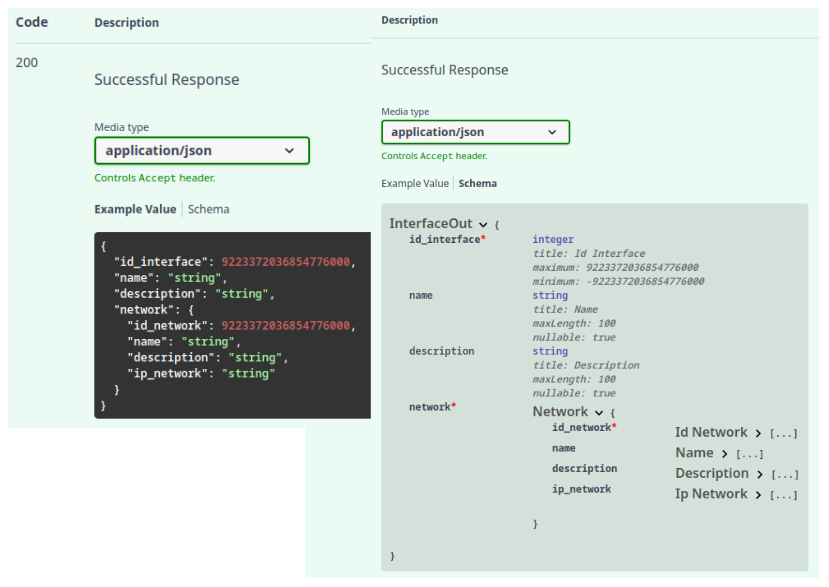 Code Description
200
Successful Response
Media type
application/json
Controls Accept header.
Example Value Schema
{
"id_interface": 9223372036854776000,
"name": "string",
"description": "string",
"network": {
"id_network": 9223372036854776000,
"name": "string",
"description": "string",
"ip_network": "string"
}
}
Description
Successful Response
Media type
application/json
Controls Accept header.
Example Value Schema
InterfaceOut {
id_interface* integer
title: Id Interface
maximum: 9223372036854776000
minimum: -9223372036854776000
name string
title: Name
maxLength: 100
nullable: true
description string
title: Description
maxLength: 100
nullable: true
network* Network {
id_network* Id Network > [...]
name Name > [...]
description Description > [...]
ip_network Ip Network > [...]
}
}